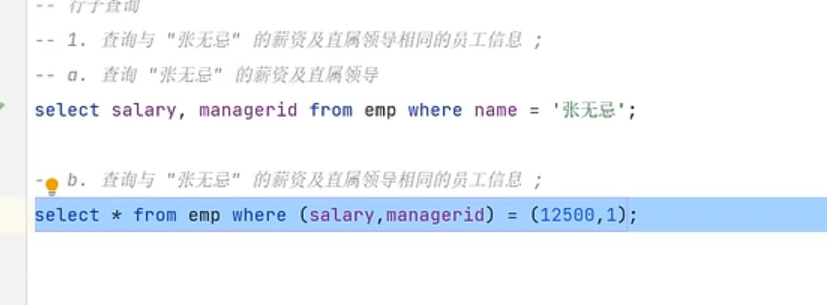 -- 行子查询
-- 1. 查询与 "张无忌" 的薪资及直属领导相同的员工信息 ;
-- a. 查询 "张无忌" 的薪资及直属领导
select salary, managerid from emp where name = '张无忌';
- b. 查询与 "张无忌" 的薪资及直属领导相同的员工信息 ;
select * from emp where (salary,managerid) = (12500,1);